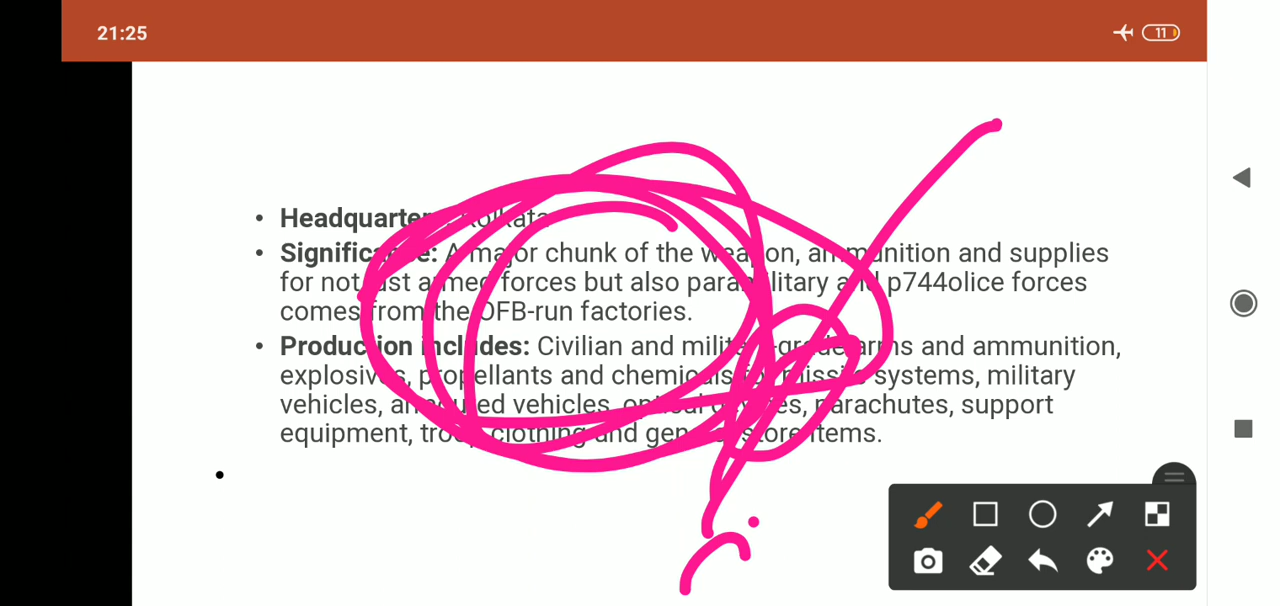 21:25
11
• Headquarters: Kolkata
• Significance: A major chunk of the weapon, ammunition and supplies
for not just armed forces but also paramilitary and p744olice forces
comes from the OFB-run factories.
• Production includes: Civilian and military-grade arms and ammunition,
explosives, propellants and chemicals for missile systems, military
vehicles, armoured vehicles, optical devices, parachutes, support
equipment, troop clothing and general store items.
•